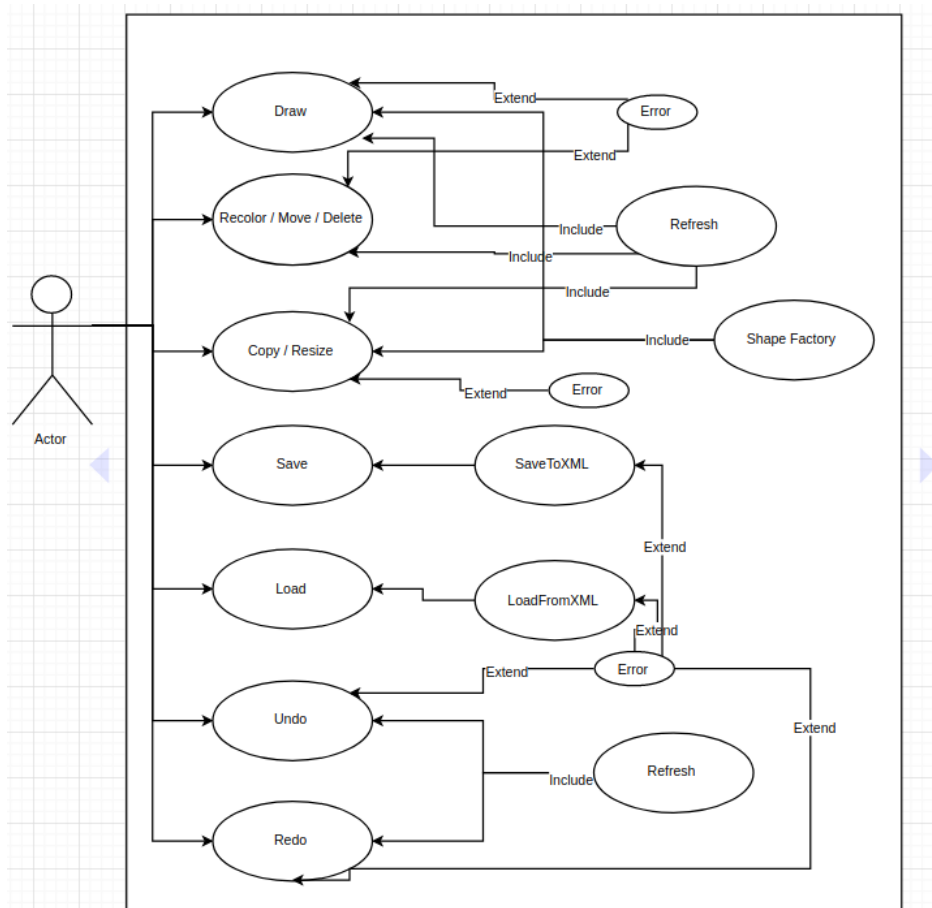 Draw
Extend
Error
Extend
Recolor / Move / Delete
Refresh
Include
Include
Include
Shape Factory
Include
Copy / Resize
Extend
Error
Actor
Save
SaveToXML
Extend
Load
LoadFromXML
Extend
Error
Extend
Undo
Extend
Refresh
Include
Redo